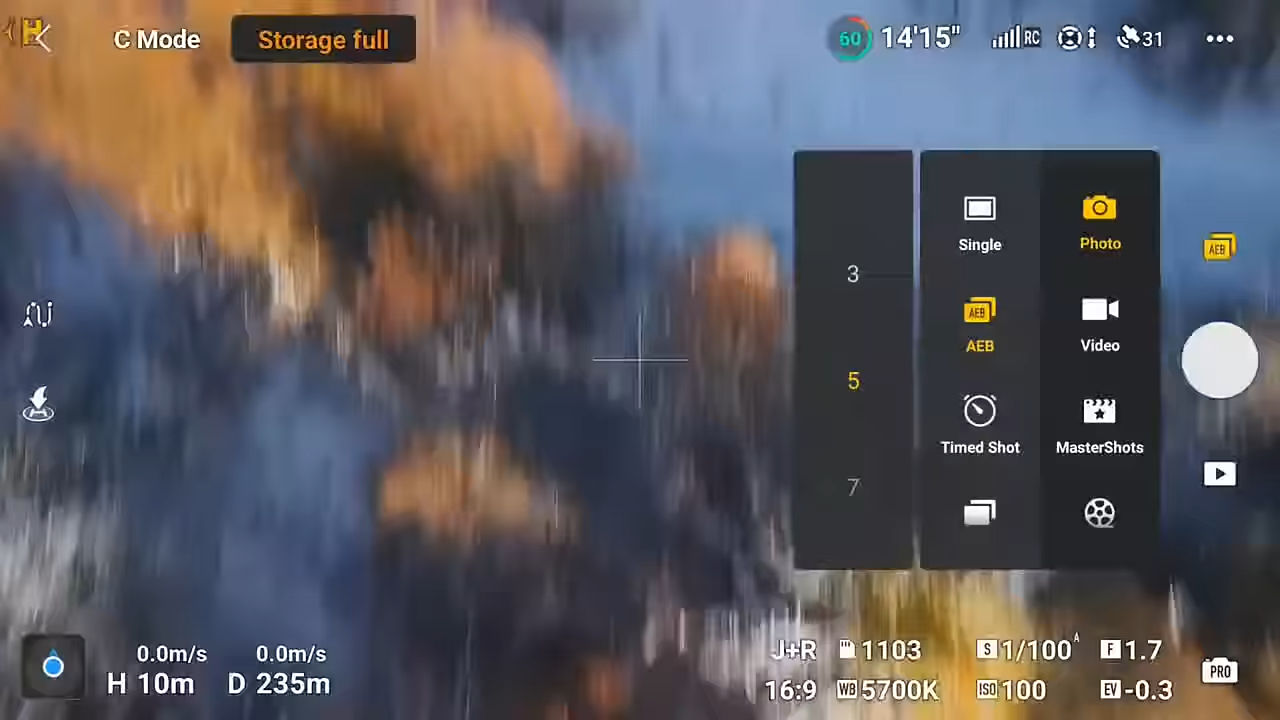 H
C Mode
Storage full
60
14'15"
RC
31
3
5
7
Single
Photo
AEB
AEB
Video
Timed Shot
MasterShots
AEB
0.0m/s
0.0m/s
H 10m
D 235m
J+R
1103
S 1/100 A
F 1.7
16:9
WB 5700K
ISO 100
EV -0.3
PRO